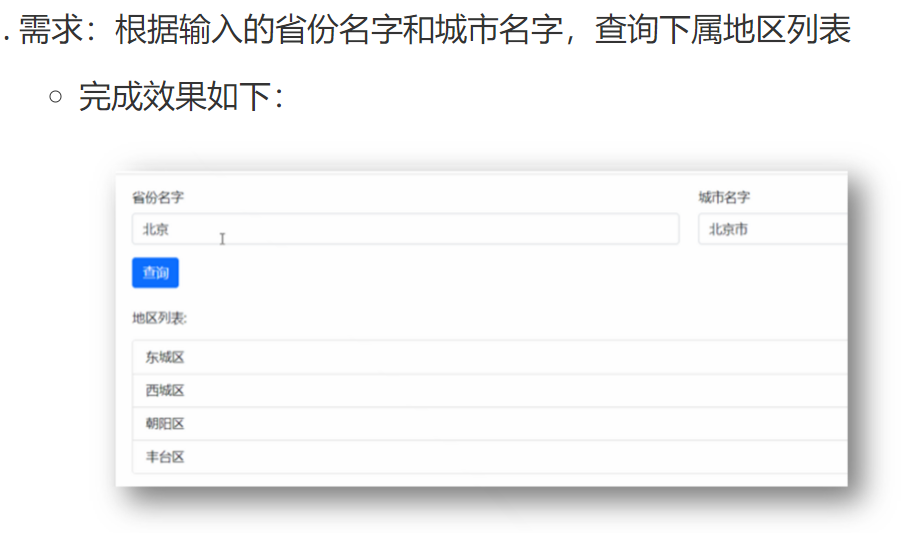 . 需求：根据输入的省份名字和城市名字，查询下属地区列表
○ 完成效果如下：
省份名字 城市名字
北京 北京市
查询
地区列表:
东城区
西城区
朝阳区
丰台区